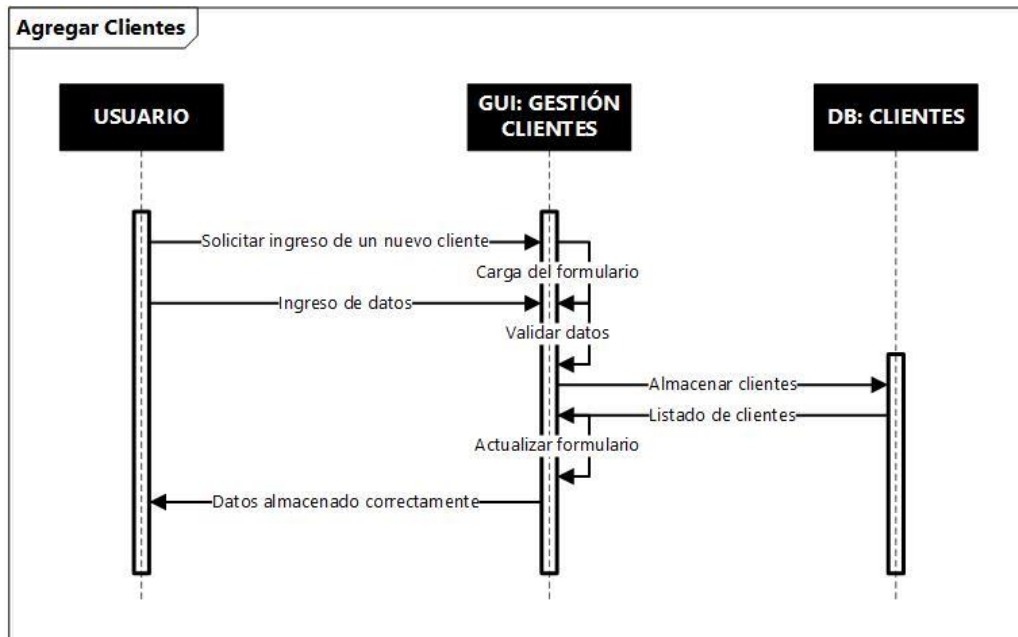 Agregar Clientes
USUARIO
GUI: GESTIÓN
CLIENTES
DB: CLIENTES
Solicitar ingreso de un nuevo cliente
Carga del formulario
Ingreso de datos
Validar datos
Almacenar clientes
Listado de clientes
Actualizar formulario
Datos almacenado correctamente